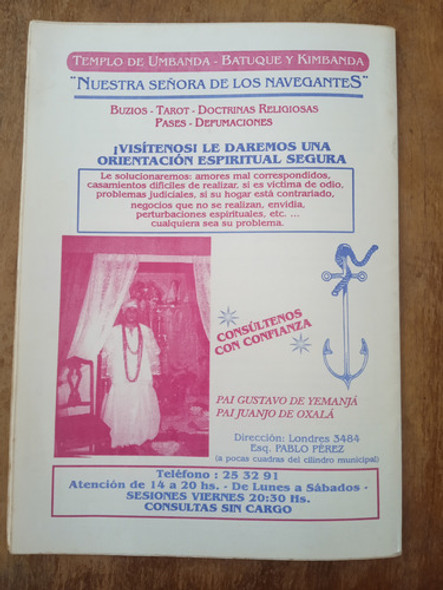 TEMPLO DE UMBANDA - BATUQUE Y KIMBANDA
"NUESTRA SEÑORA DE LOS NAVEGANTES"
BUZIOS - TAROT - DOCTRINAS RELIGIOSAS
PASES - DEFUMACIONES
¡VISÍTENOS! LE DAREMOS UNA
ORIENTACIÓN ESPIRITUAL SEGURA
Le solucionaremos: amores mal correspondidos,
casamientos difíciles de realizar, si es víctima de odio,
problemas judiciales, si su hogar está contrariado,
negocios que no se realizan, envidia,
perturbaciones espirituales, etc. ...
cualquiera sea su problema.
CONSÚLTENOS
CON CONFIANZA
PAI GUSTAVO DE YEMANJÁ
PAI JUANJO DE OXALÁ
Dirección: Londres 3484
Esq. PABLO PÉREZ
(a pocas cuadras del cilindro municipal)
Teléfono : 25 32 91
Atención de 14 a 20 hs. - De Lunes a Sábados -
SESIONES VIERNES 20:30 Hs.
CONSULTAS SIN CARGO